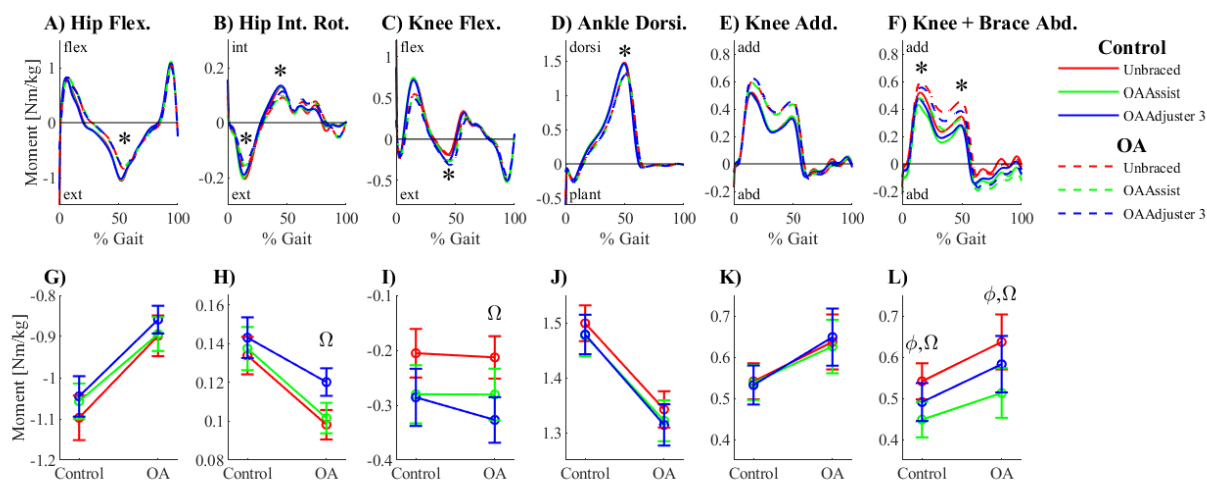 A) Hip Flex. B) Hip Int. Rot. C) Knee Flex. D) Ankle Dorsi. E) Knee Add. F) Knee + Brace Abd.
Control
Unbraced
OAAssist
OAAdjuster 3
OA
Unbraced
OAAssist
OAAdjuster 3
Moment [Nm/kg]
flex
*
ext
1
0
-1
0 50 100
% Gait
int
*
*
ext
0.2
0
-0.2
0 50 100
% Gait
flex
*
ext
1
0.5
0
-0.5
0 50 100
% Gait
dorsi
*
plant
1.5
1.0
0.5
0
-0.6
0 50 100
% Gait
add
abd
0.8
0.6
0.4
0.2
0
-0.2
0 50 100
% Gait
add
* *
abd
0.8
0.6
0.4
0.2
0
-0.2
0 50 100
% Gait
G) H) I) J) K) L)
Moment [Nm/kg]
-0.8
-0.9
-1
-1.1
-1.2
Control OA
0.16
0.14
0.12
0.1
0.08
Ω
Control OA
-0.1
-0.2
-0.3
-0.4
Ω
Control OA
1.5
1.4
1.3
Control OA
0.7
0.6
0.5
0.4
Control OA
0.7
0.6
0.5
0.4
ϕ,Ω
ϕ,Ω
Control OA